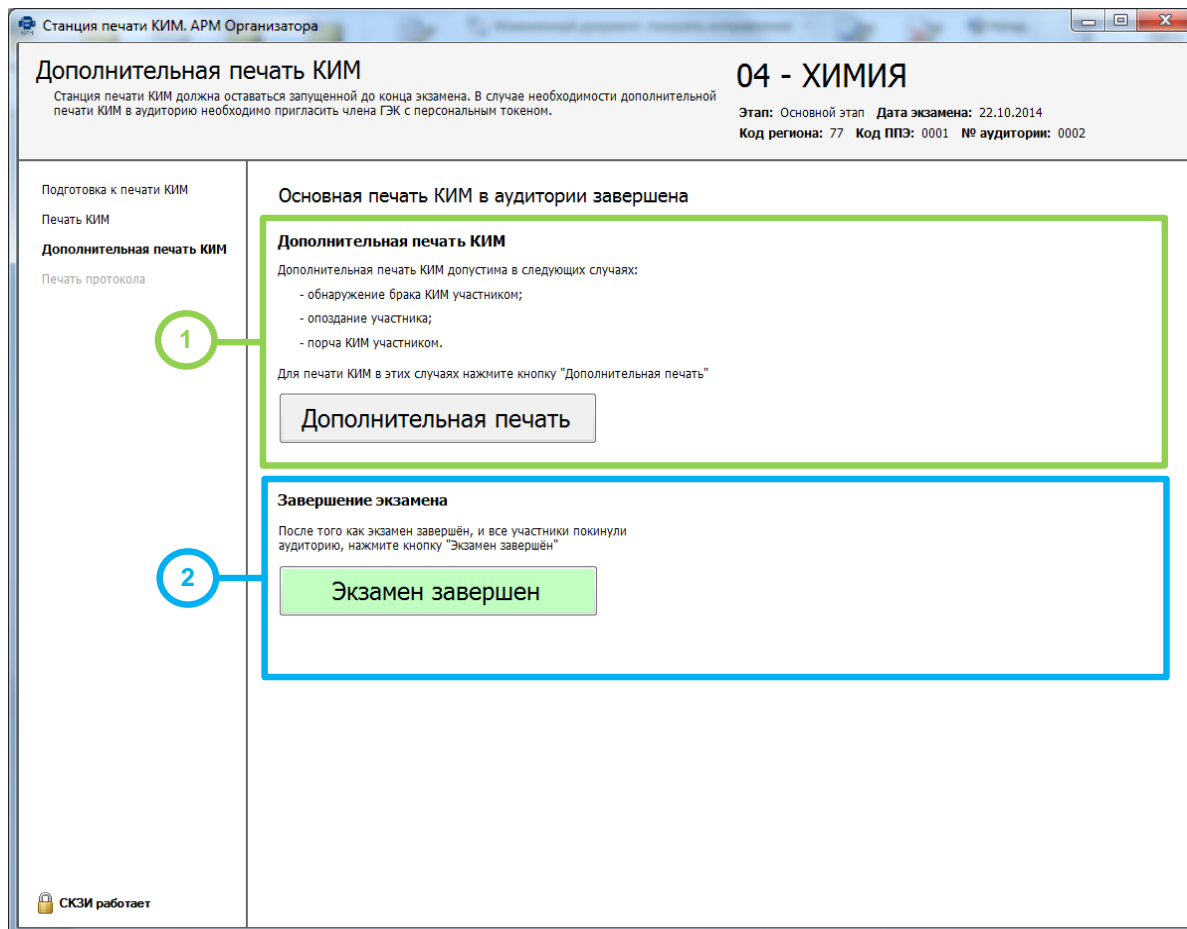 Станция печати КИМ. АРМ Организатора
Дополнительная печать КИМ
Станция печати КИМ должна оставаться запущенной до конца экзамена. В случае необходимости дополнительной
печати КИМ в аудиторию необходимо пригласить члена ГЭК с персональным токеном.
04 - ХИМИЯ
Этап: Основной этап Дата экзамена: 22.10.2014
Код региона: 77 Код ППЭ: 0001 № аудитории: 0002
Подготовка к печати КИМ
Печать КИМ
Дополнительная печать КИМ
Печать протокола
Основная печать КИМ в аудитории завершена
Дополнительная печать КИМ
Дополнительная печать КИМ допустима в следующих случаях:
- обнаружение брака КИМ участником;
- опоздание участника;
- порча КИМ участником.
1
Для печати КИМ в этих случаях нажмите кнопку "Дополнительная печать"
Дополнительная печать
Завершение экзамена
После того как экзамен завершён, и все участники покинули
аудиторию, нажмите кнопку "Экзамен завершён"
2
Экзамен завершен
СКЗИ работает